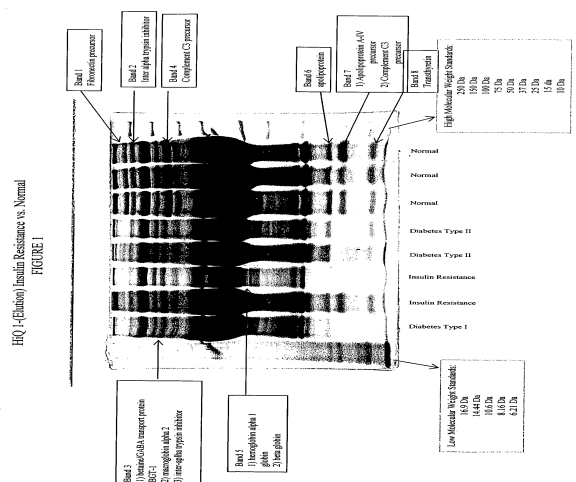 HiQ 1-(Elution) Insulin Resistance vs. Normal
FIGURE 1
Band 1
Fibronectin precursor
Band 2
Inter alpha trypsin inhibitor
Band 4
Complement C3 precursor
Band 6
apolipoprotein
Band 7
1) Apolipoprotein A-IV
precursor
2) Complement C3
precursor
Band 8
Transthyretin
High Molecular Weight Standards:
250 Da
150 Da
100 Da
75 Da
50 Da
37 Da
25 Da
15 da
10 Da
Normal
Normal
Normal
Diabetes Type II
Diabetes Type II
Insulin Resistance
Insulin Resistance
Diabetes Type I
Band 3
1) betaine/GABA transport protein
BGT-1
2) macroglobin alpha 2
3) inter-aplha trypsin inhibitor
Band 5
1) hemoglobin alpha 1
globin
2) beta globin
Low Molecular Weight Standards:
16.9 Da
14.44 Da
10.6 Da
8.16 Da
6.21 Da